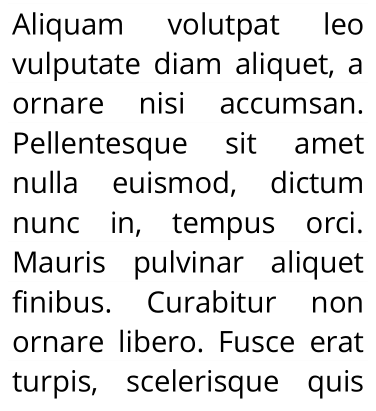 Aliquam volutpat leo
vulputate diam aliquet, a
ornare nisi accumsan.
Pellentesque sit amet
nulla euismod, dictum
nunc in, tempus orci.
Mauris pulvinar aliquet
finibus. Curabitur non
ornare libero. Fusce erat
turpis, scelerisque quis